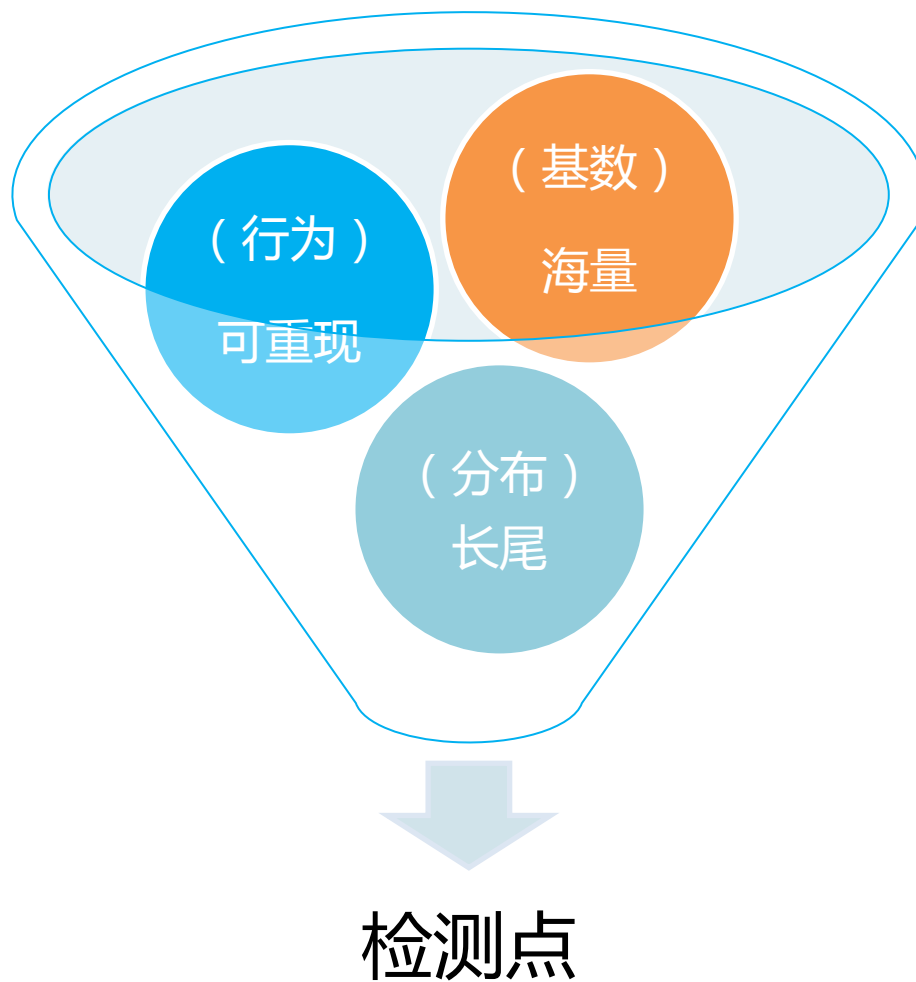 （基数）
海量
（行为）
可重现
（分布）
长尾
检测点